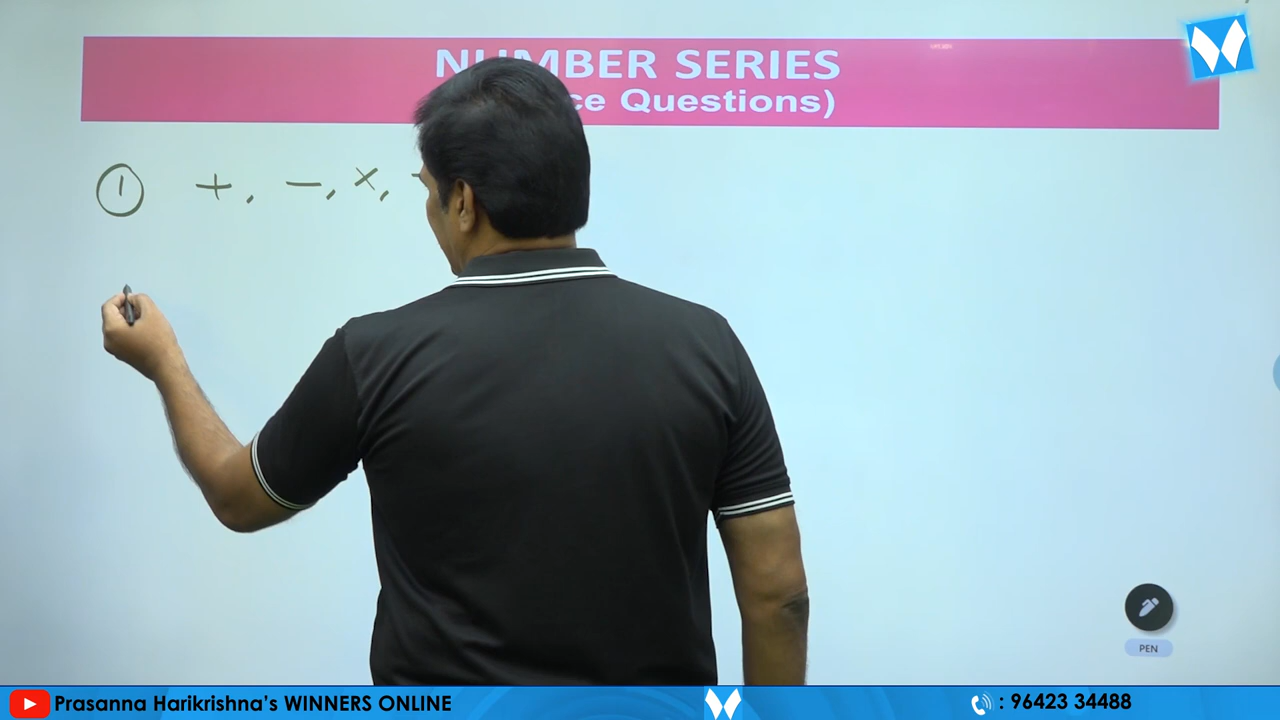 NUMBER SERIES
Questions)
① +, −, ×,
PEN
Prasanna Harikrishna's WINNERS ONLINE
: 96423 34488